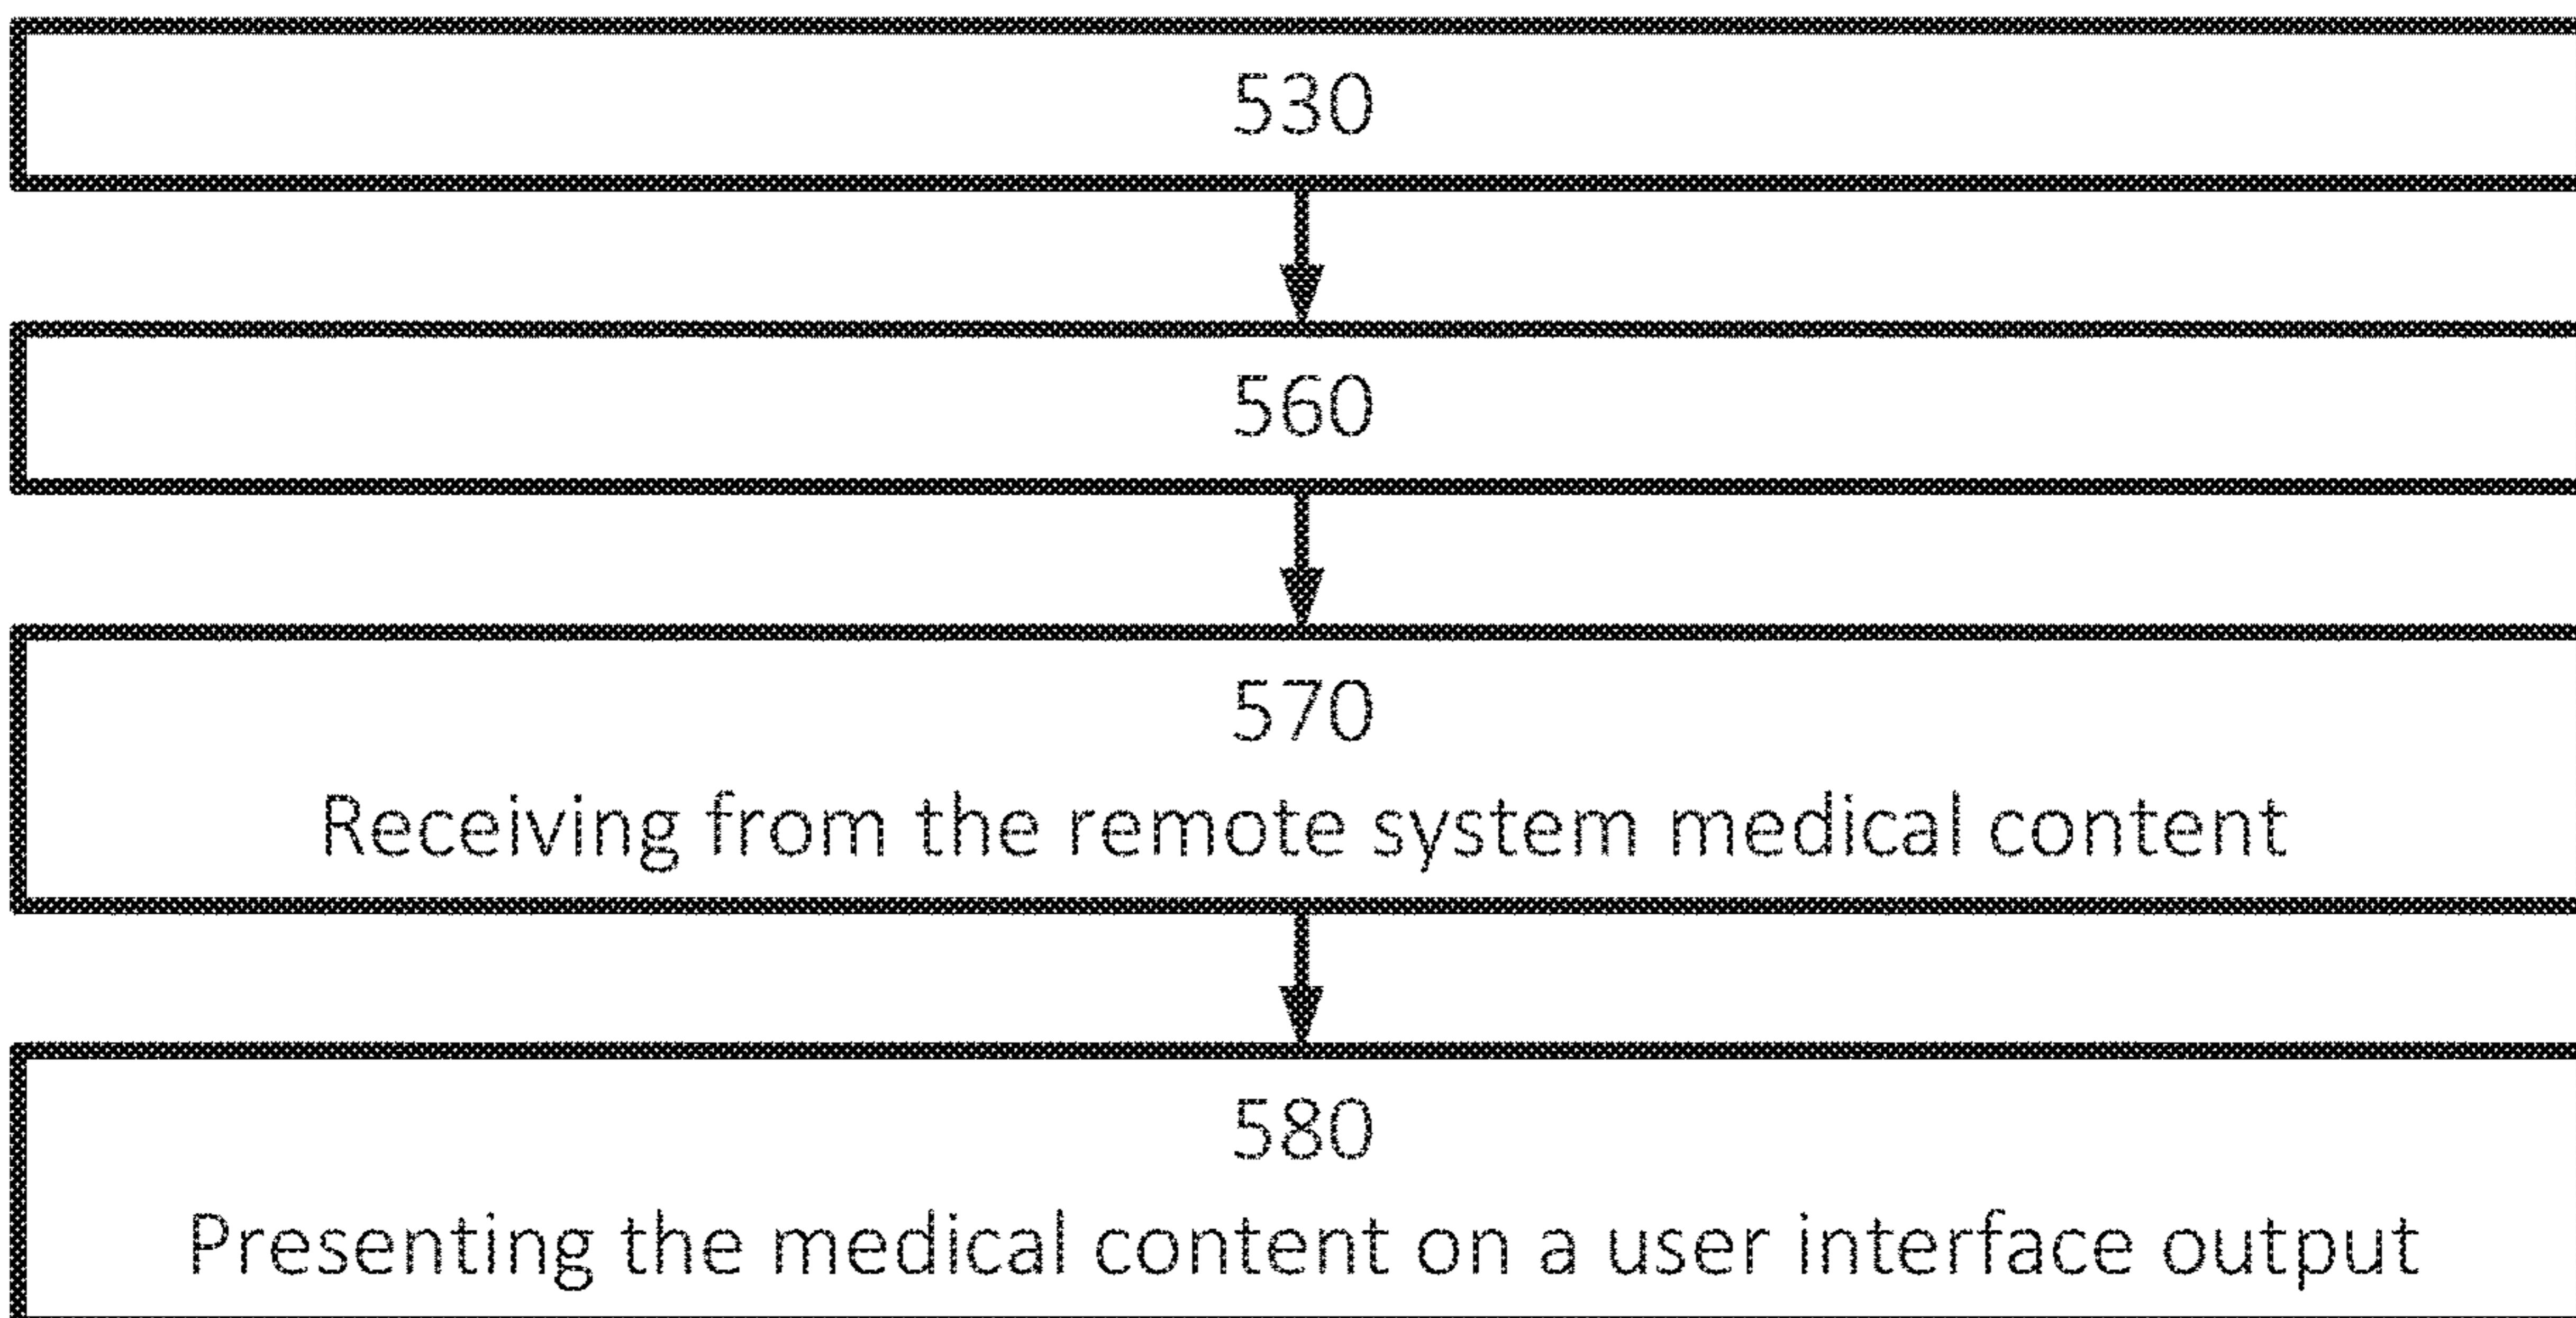 530
560
570
Receiving from the remote system medical content
580
Presenting the medical content on a user interface output